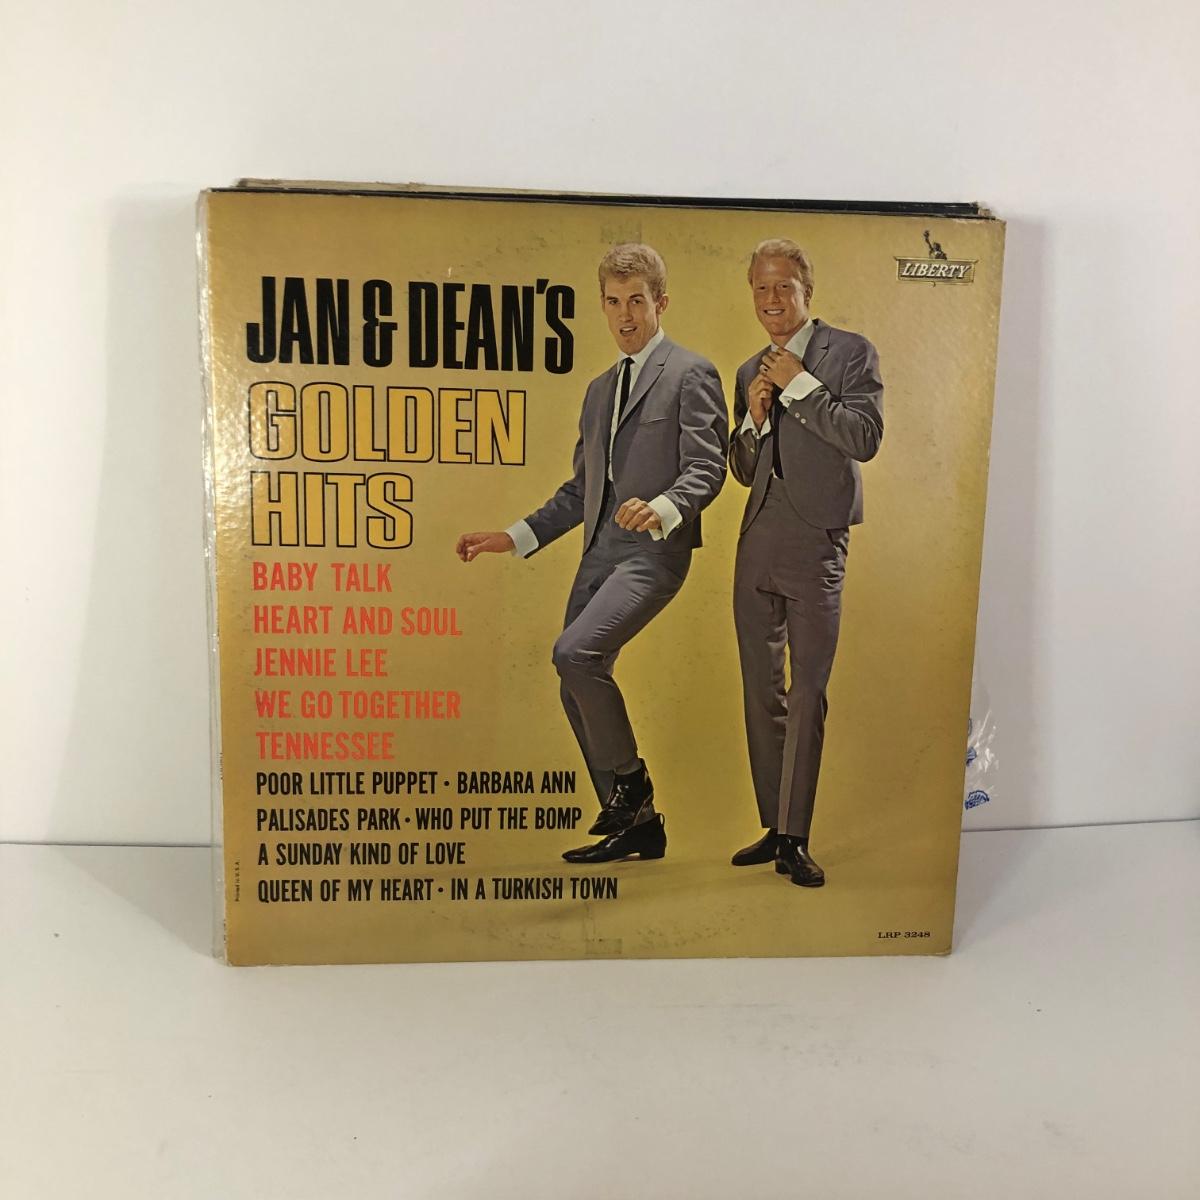 LIBERTY
JAN & DEAN'S
GOLDEN
HITS
BABY TALK
HEART AND SOUL
JENNIE LEE
WE GO TOGETHER
TENNESSEE
POOR LITTLE PUPPET • BARBARA ANN
PALISADES PARK • WHO PUT THE BOMP
A SUNDAY KIND OF LOVE
QUEEN OF MY HEART • IN A TURKISH TOWN
Printed in U.S.A.
LRP 3248